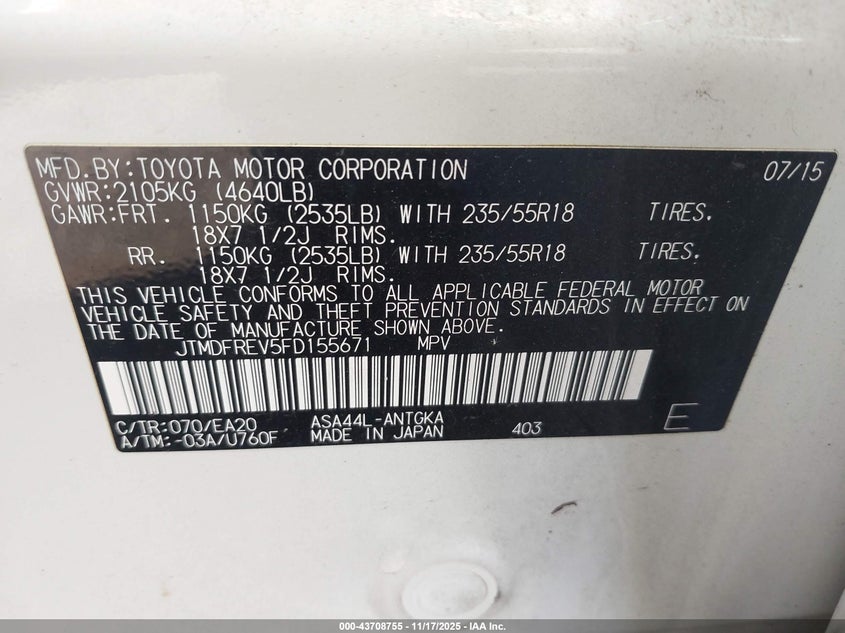 MFD.BY:TOYOTA MOTOR CORPORATION 07/15
GVWR:2105KG (4640LB)
GAWR:FRT. 1150KG (2535LB) WITH 235/55R18 TIRES.
18X7 1/2J RIMS.
RR. 1150KG (2535LB) WITH 235/55R18 TIRES.
18X7 1/2J RIMS.
THIS VEHICLE CONFORMS TO ALL APPLICABLE FEDERAL MOTOR
VEHICLE SAFETY AND THEFT PREVENTION STANDARDS IN EFFECT ON
THE DATE OF MANUFACTURE SHOWN ABOVE.
JTMDFREV5FD155671 MPV
C/TR:070/EA20 ASA44L-ANTGKA
A/TM:-03A/U760F MADE IN JAPAN 403 E
000-43708755 - 11/17/2025 - IAA Inc.